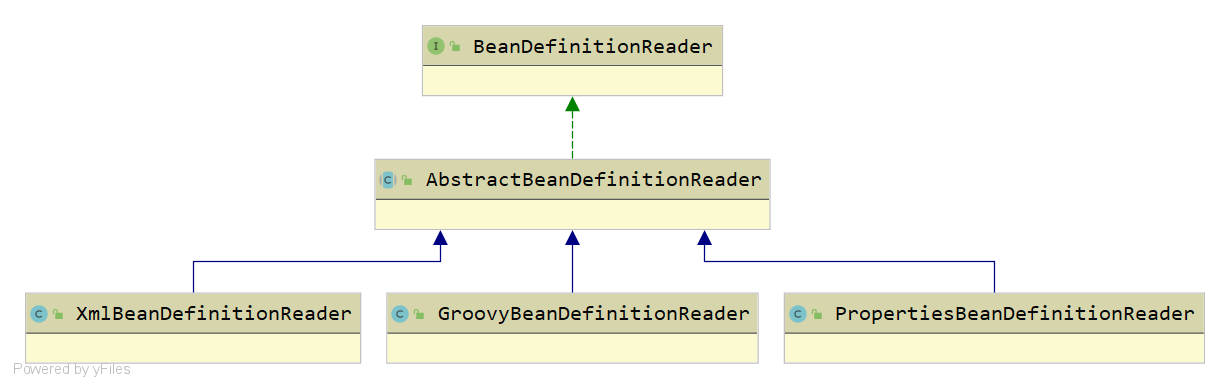 I BeanDefinitionReader
C AbstractBeanDefinitionReader
C XmlBeanDefinitionReader
C GroovyBeanDefinitionReader
C PropertiesBeanDefinitionReader
Powered by yFiles